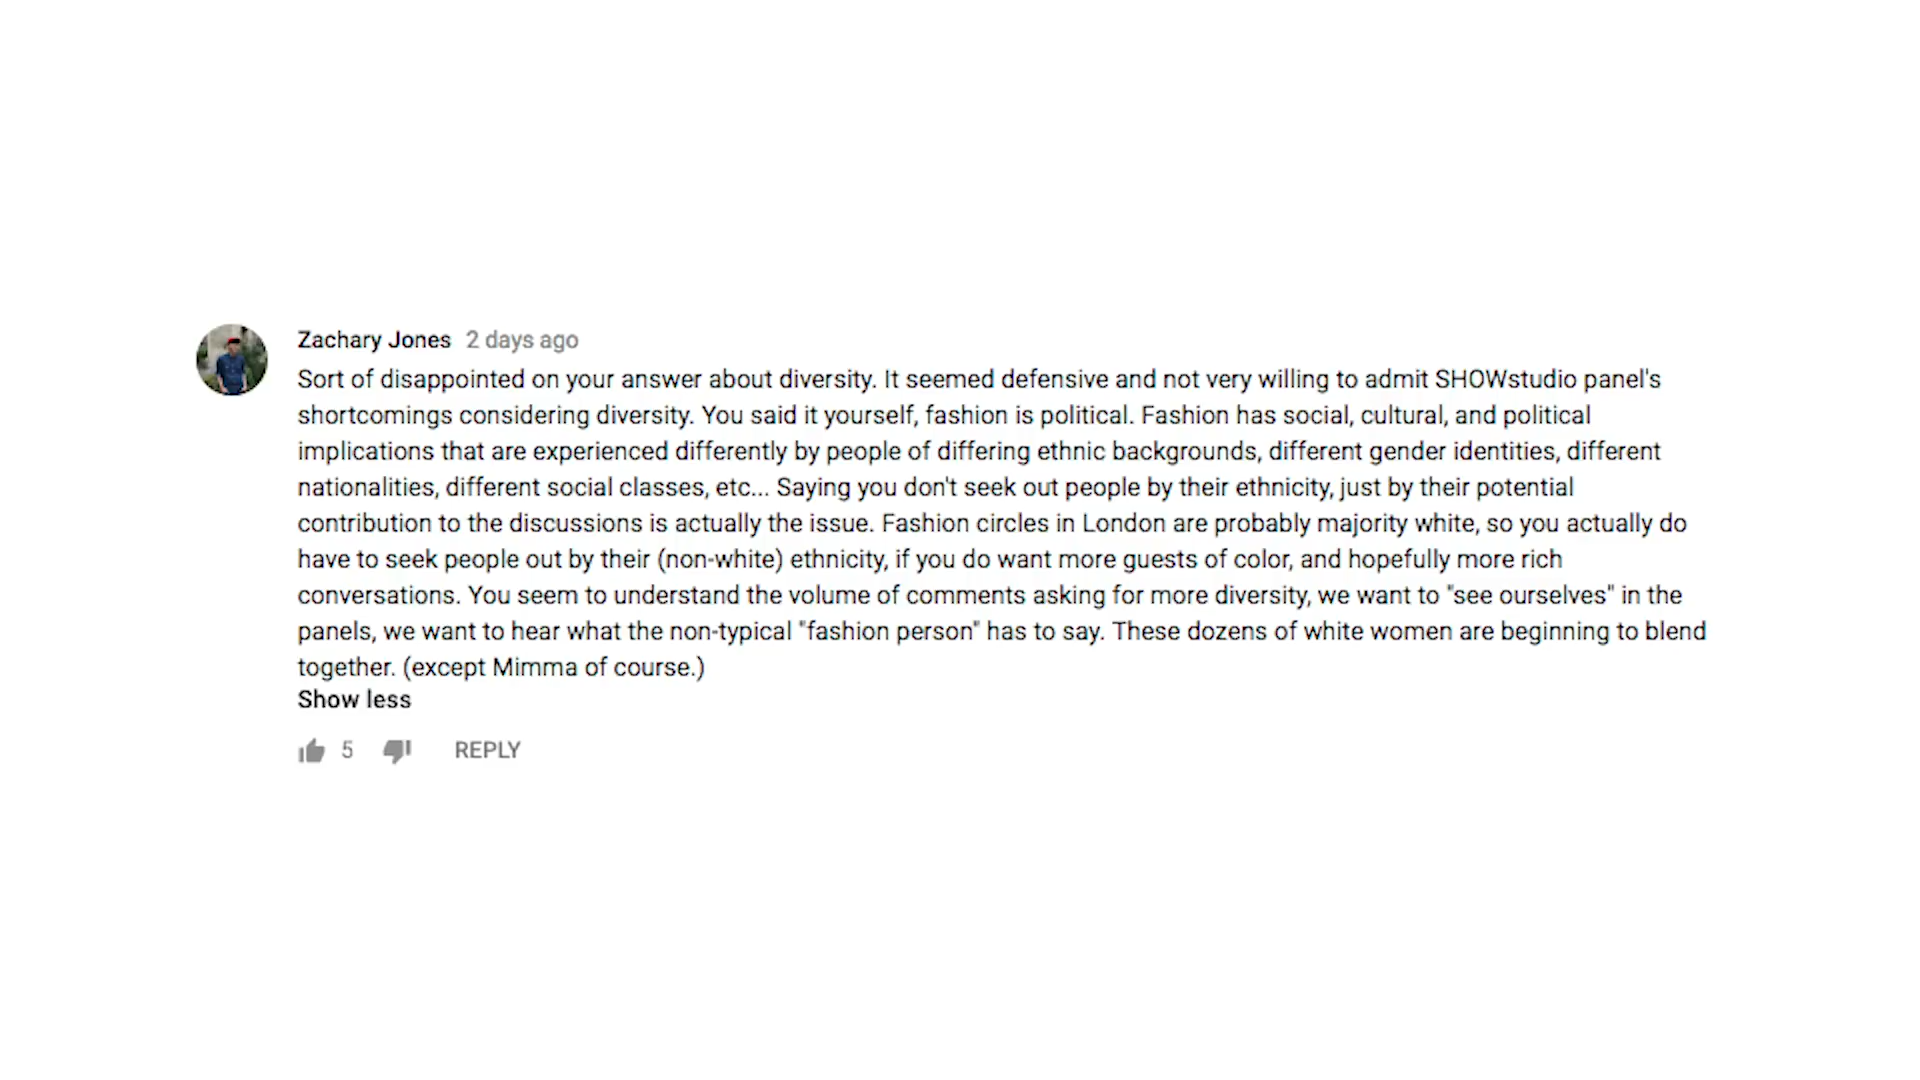 Zachary Jones 2 days ago
Sort of disappointed on your answer about diversity. It seemed defensive and not very willing to admit SHOWstudio panel's
shortcomings considering diversity. You said it yourself, fashion is political. Fashion has social, cultural, and political
implications that are experienced differently by people of differing ethnic backgrounds, different gender identities, different
nationalities, different social classes, etc... Saying you don't seek out people by their ethnicity, just by their potential
contribution to the discussions is actually the issue. Fashion circles in London are probably majority white, so you actually do
have to seek people out by their (non-white) ethnicity, if you do want more guests of color, and hopefully more rich
conversations. You seem to understand the volume of comments asking for more diversity, we want to "see ourselves" in the
panels, we want to hear what the non-typical "fashion person" has to say. These dozens of white women are beginning to blend
together. (except Mimma of course.)
Show less
5 REPLY